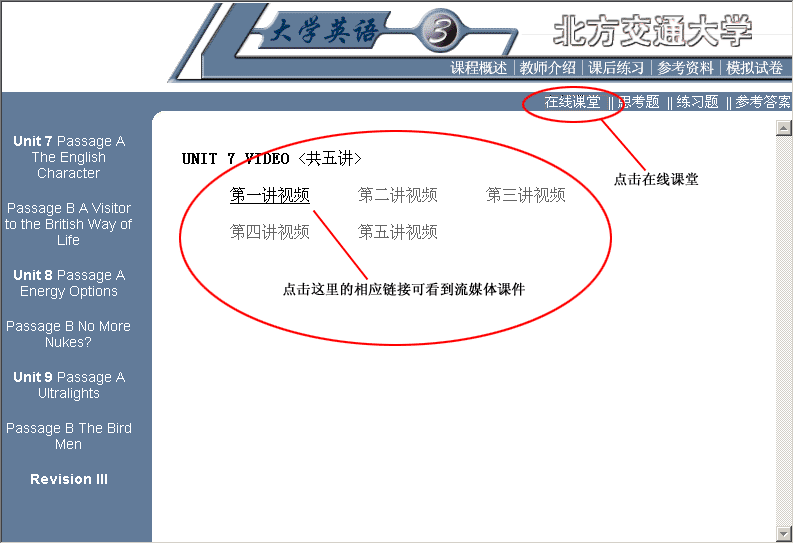 大学英语 3
北方交通大学
课程概述 | 教师介绍 | 课后练习 | 参考资料 | 模拟试卷
在线课堂 || 思考题 || 练习题 || 参考答案
Unit 7 Passage A
The English
Character
Passage B A Visitor
to the British Way of
Life
Unit 8 Passage A
Energy Options
Passage B No More
Nukes?
Unit 9 Passage A
Ultralights
Passage B The Bird
Men
Revision III
点击在线课堂
UNIT 7 VIDEO <共五讲>
第一讲视频 第二讲视频 第三讲视频
第四讲视频 第五讲视频
点击这里的相应链接可看到流媒体课件